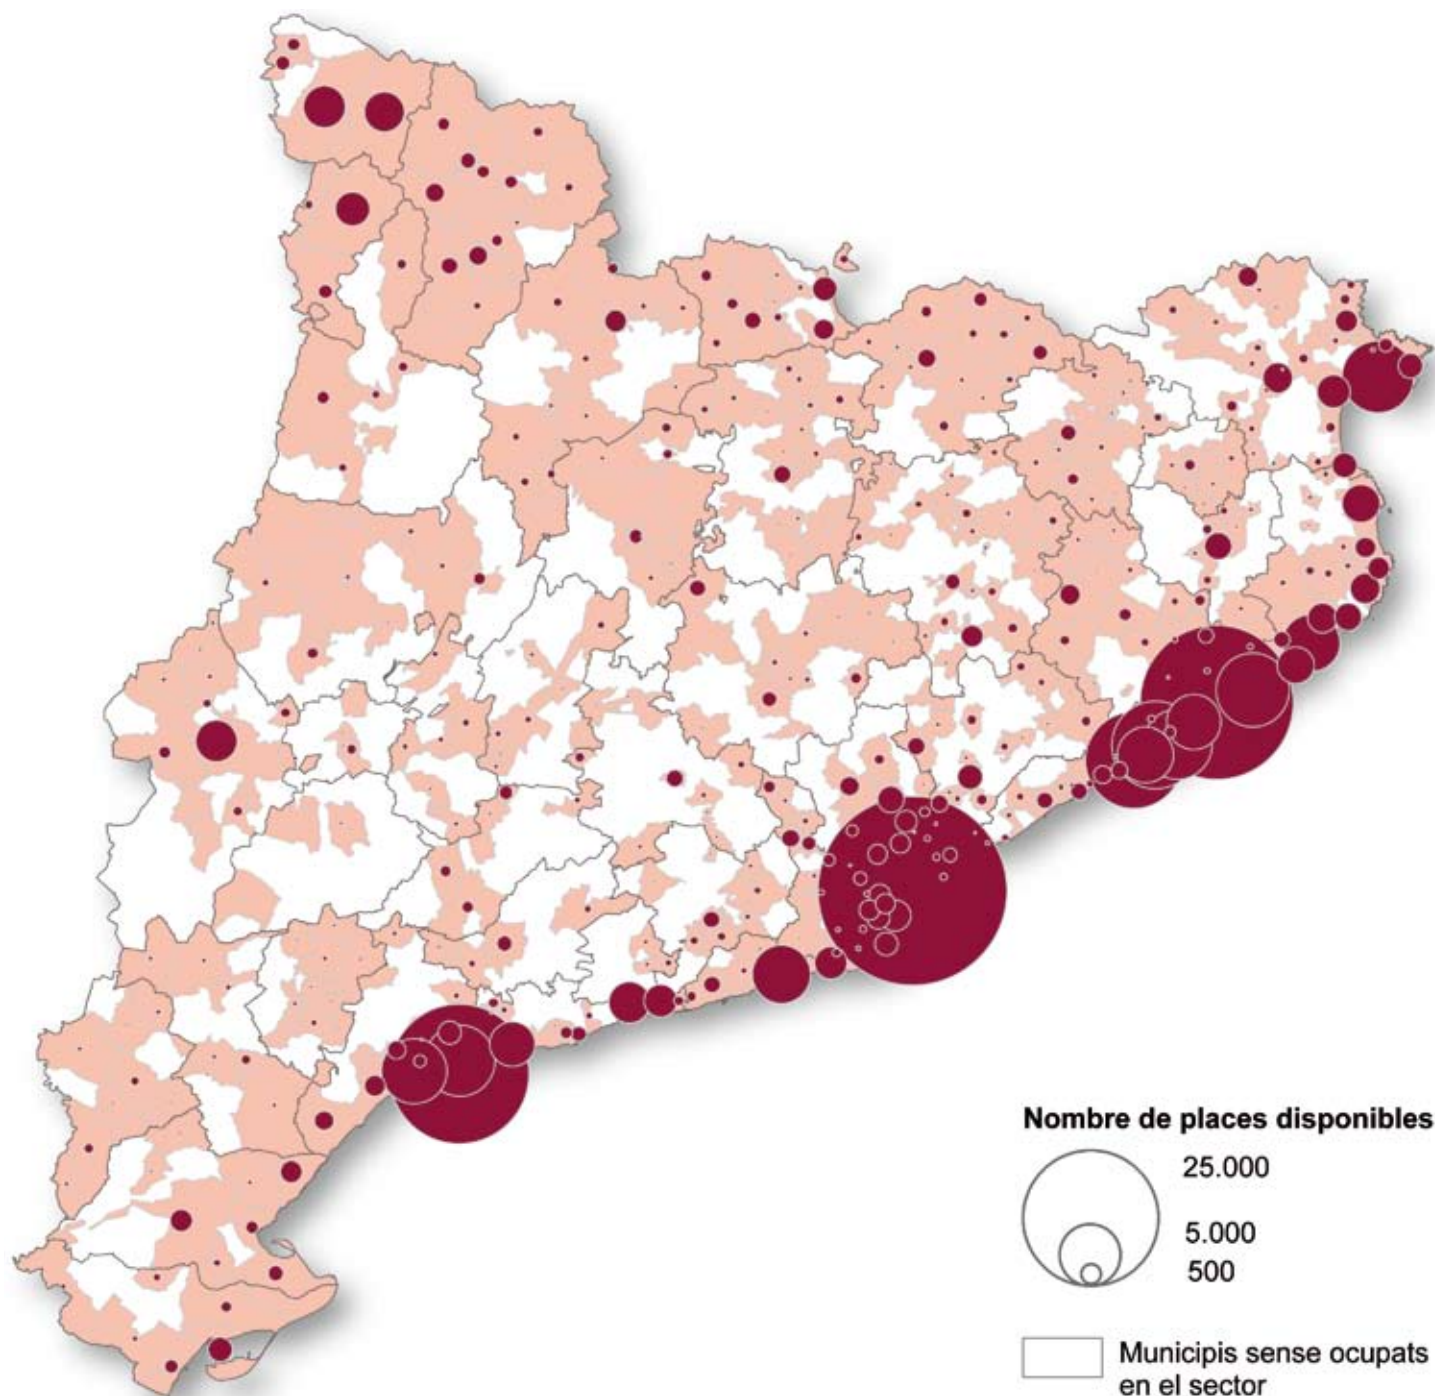 Nombre de places disponibles
25.000
5.000
500
Municipis sense ocupats
en el sector